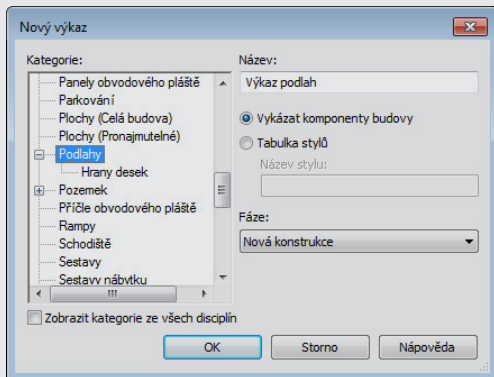 Nový výkaz
Kategorie:
Panely obvodového pláště
Parkování
Plochy (Celá budova)
Plochy (Pronajmutelné)
Podlahy
Hrany desek
Pozemek
Příčle obvodového pláště
Rampy
Schodiště
Sestavy
Sestavy nábytku
Zobrazit kategorie ze všech disciplín
Název:
Výkaz podlah
Vykázat komponenty budovy
Tabulka stylů
Název stylu:
Fáze:
Nová konstrukce
OK
Storno
Nápověda